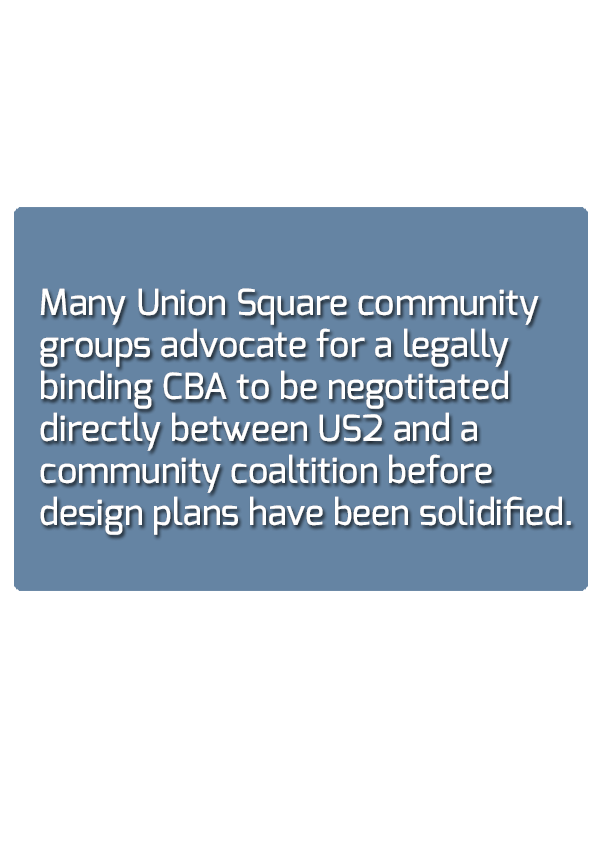 Many Union Square community
groups advocate for a legally
binding CBA to be negotitated
directly between US2 and a
community coaltition before
design plans have been solidified.